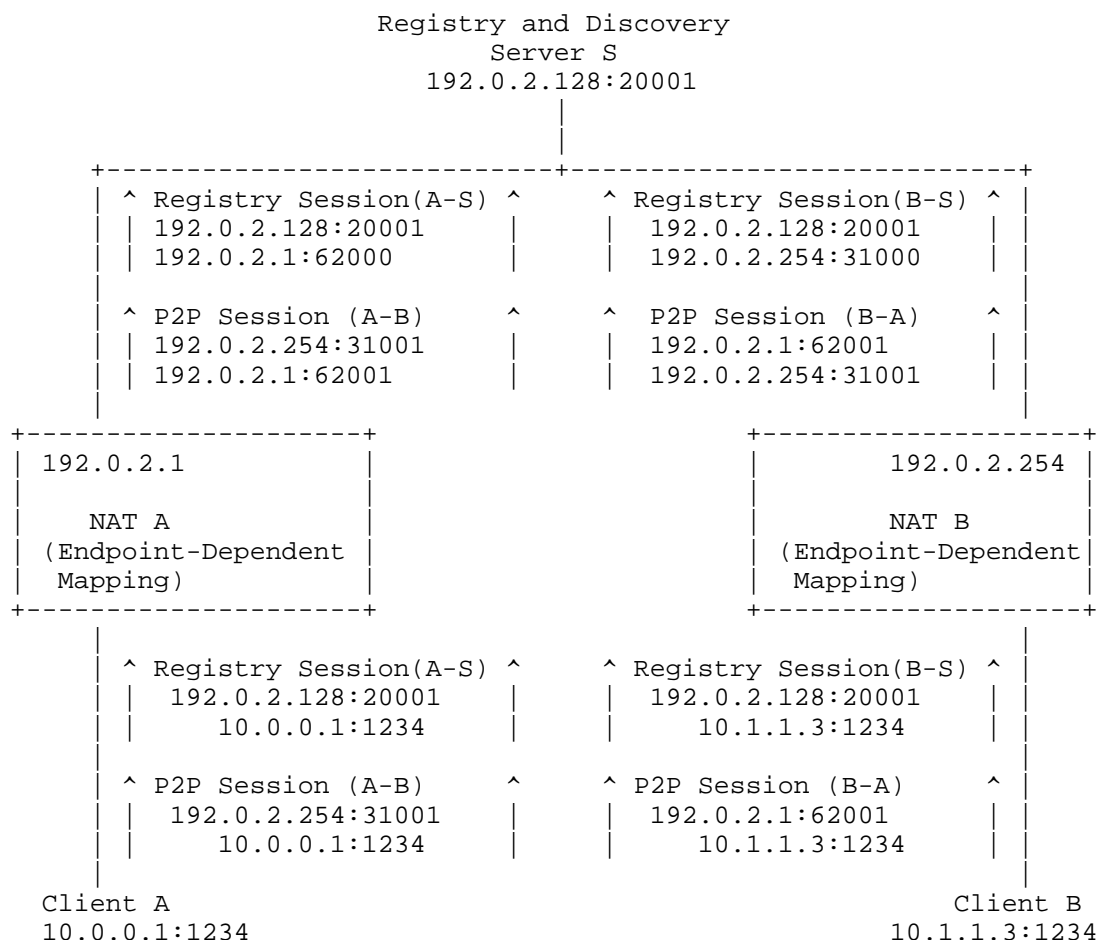 Registry and Discovery
Server S
192.0.2.128:20001
|
|
+----------------------------+----------------------------+
| ^ Registry Session(A-S) ^     ^ Registry Session(B-S) ^ |
| | 192.0.2.128:20001     |     |  192.0.2.128:20001    | |
| | 192.0.2.1:62000       |     |  192.0.2.254:31000    | |
|                                                         |
| ^ P2P Session (A-B)     ^     ^  P2P Session (B-A)    ^ |
| | 192.0.2.254:31001     |     |  192.0.2.1:62001      | |
| | 192.0.2.1:62001       |     |  192.0.2.254:31001    | |
|                                                         |
+---------------------+                       +--------------------+
| 192.0.2.1           |                       |        192.0.2.254 |
|                     |                       |                    |
|    NAT A            |                       |        NAT B       |
| (Endpoint-Dependent |                       | (Endpoint-Dependent|
|  Mapping)           |                       |  Mapping)          |
+---------------------+                       +--------------------+
|                                                         |
| ^ Registry Session(A-S) ^     ^ Registry Session(B-S) ^ |
| |  192.0.2.128:20001    |     |  192.0.2.128:20001    | |
| |     10.0.0.1:1234     |     |     10.1.1.3:1234     | |
|                                                         |
| ^ P2P Session (A-B)     ^     ^ P2P Session (B-A)     ^ |
| |  192.0.2.254:31001    |     |  192.0.2.1:62001      | |
| |     10.0.0.1:1234     |     |     10.1.1.3:1234     | |
|                                                         |
Client A                                                 Client B
10.0.0.1:1234                                        10.1.1.3:1234